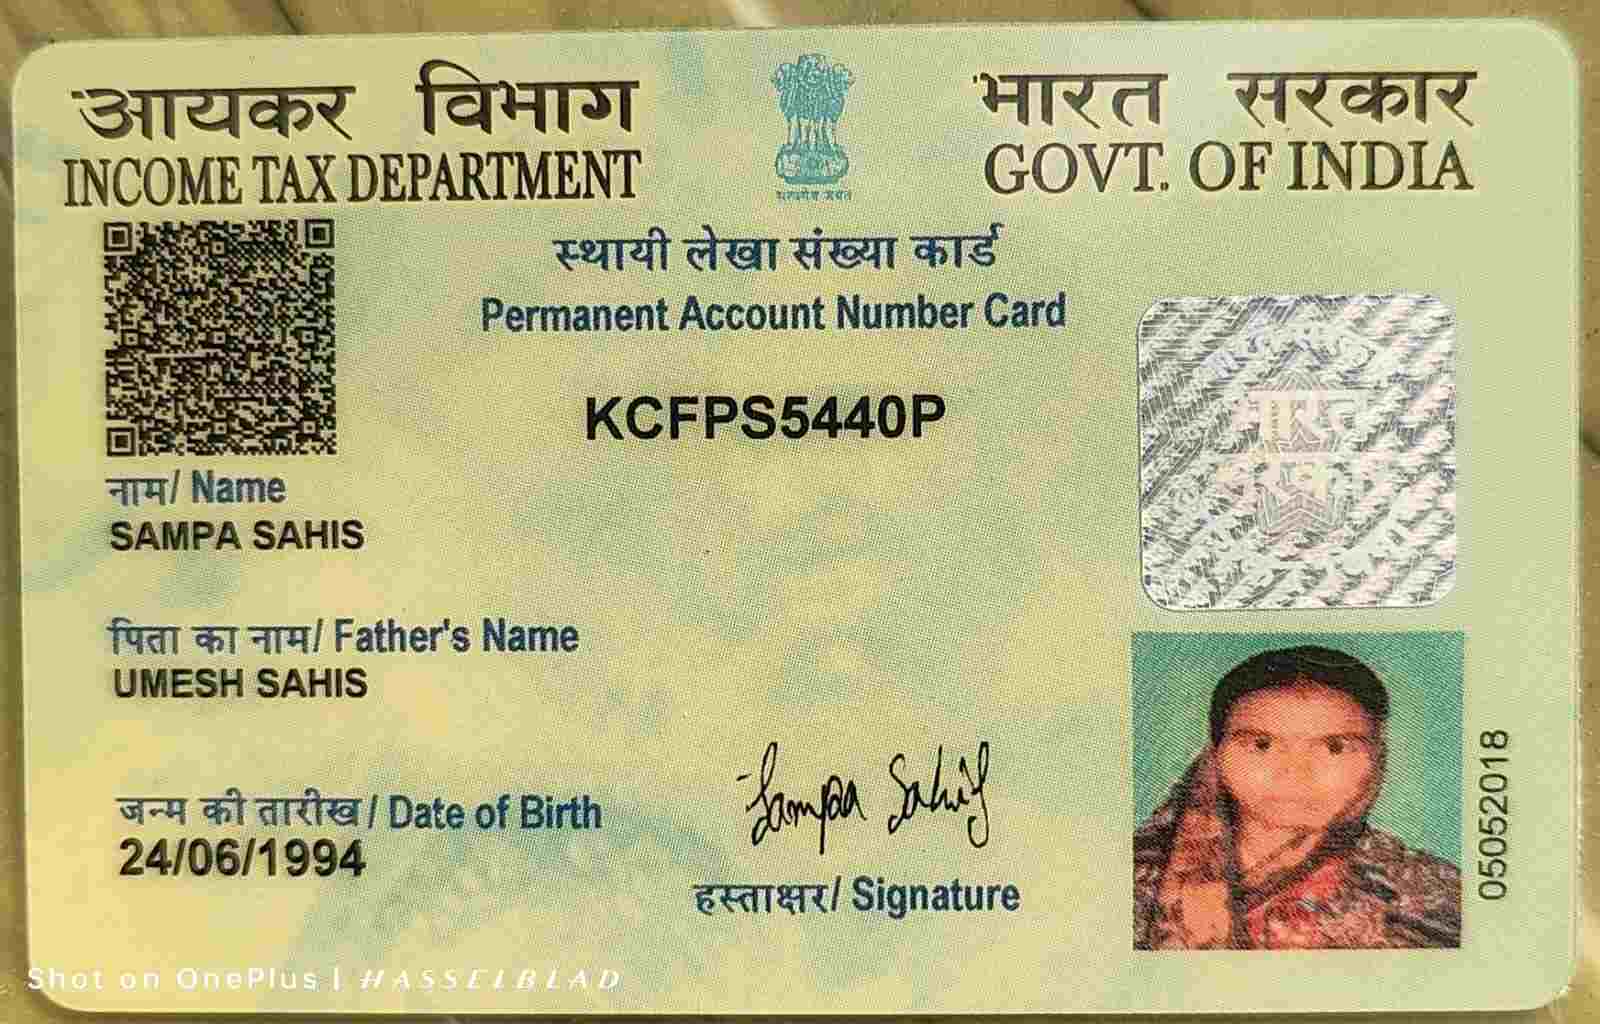 आयकर विभाग
INCOME TAX DEPARTMENT
सत्यमेव जयते
भारत सरकार
GOVT. OF INDIA
स्थायी लेखा संख्या कार्ड
Permanent Account Number Card
KCFPS5440P
भारत
नाम/ Name
SAMPA SAHIS
पिता का नाम/ Father's Name
UMESH SAHIS
जन्म की तारीख / Date of Birth
24/06/1994
Sampa Sahis
हस्ताक्षर/ Signature
05052018
Shot on OnePlus | HASSELBLAD